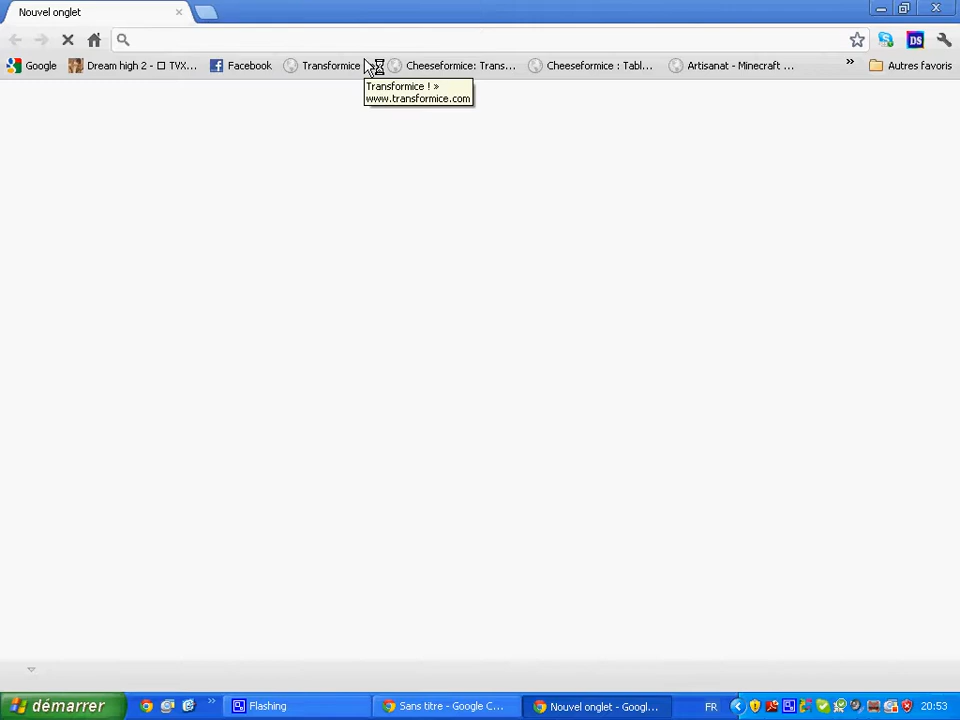 Nouvel onglet
Google
Dream high 2 - □ TVX...
Facebook
Transformice
Cheeseformice: Trans...
Cheeseformice : Tabl...
Artisanat - Minecraft ...
»
Autres favoris
Transformice ! »
www.transformice.com
démarrer
»
Flashing
Sans titre - Google C...
Nouvel onglet - Googl...
FR
20:53
DS